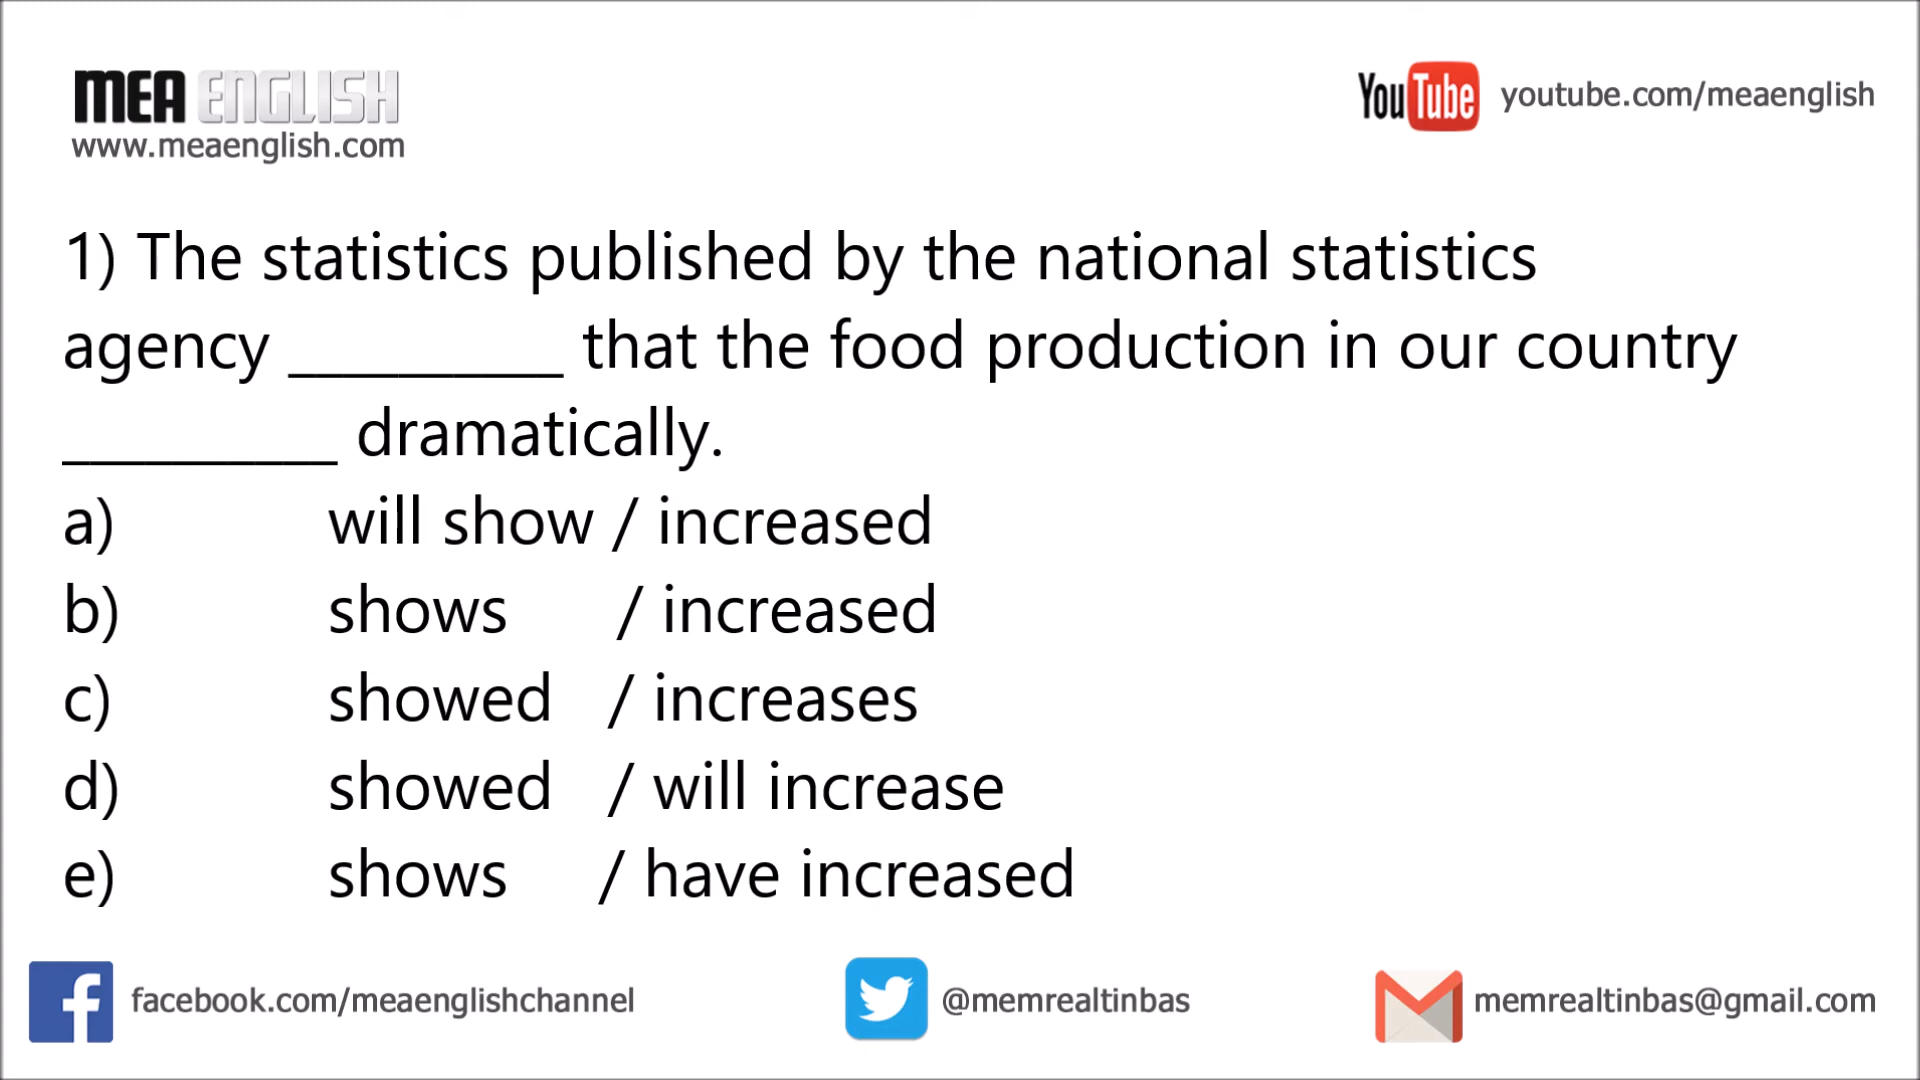 MEA ENGLISH
www.meaenglish.com
YouTube youtube.com/meaenglish
1) The statistics published by the national statistics
agency __________ that the food production in our country
__________ dramatically.
a) will show / increased
b) shows / increased
c) showed / increases
d) showed / will increase
e) shows / have increased
facebook.com/meaenglishchannel
@memrealtinbas
memrealtinbas@gmail.com